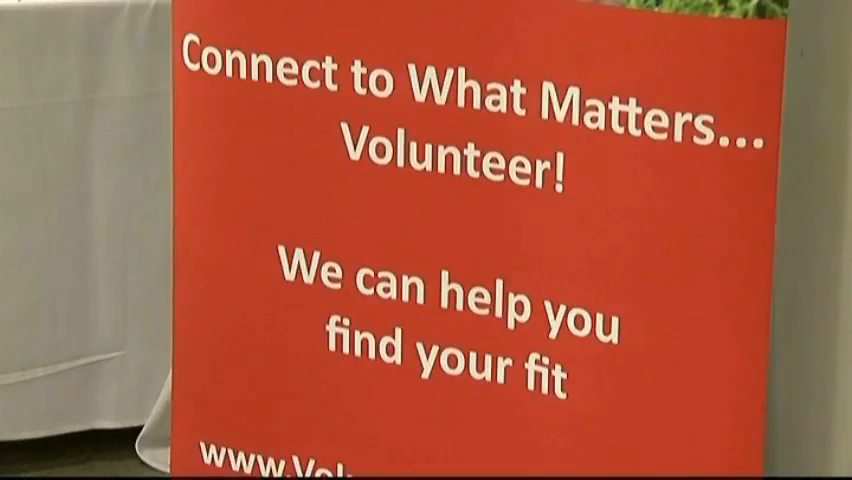 Connect to What Matters...
Volunteer!
We can help you
find your fit